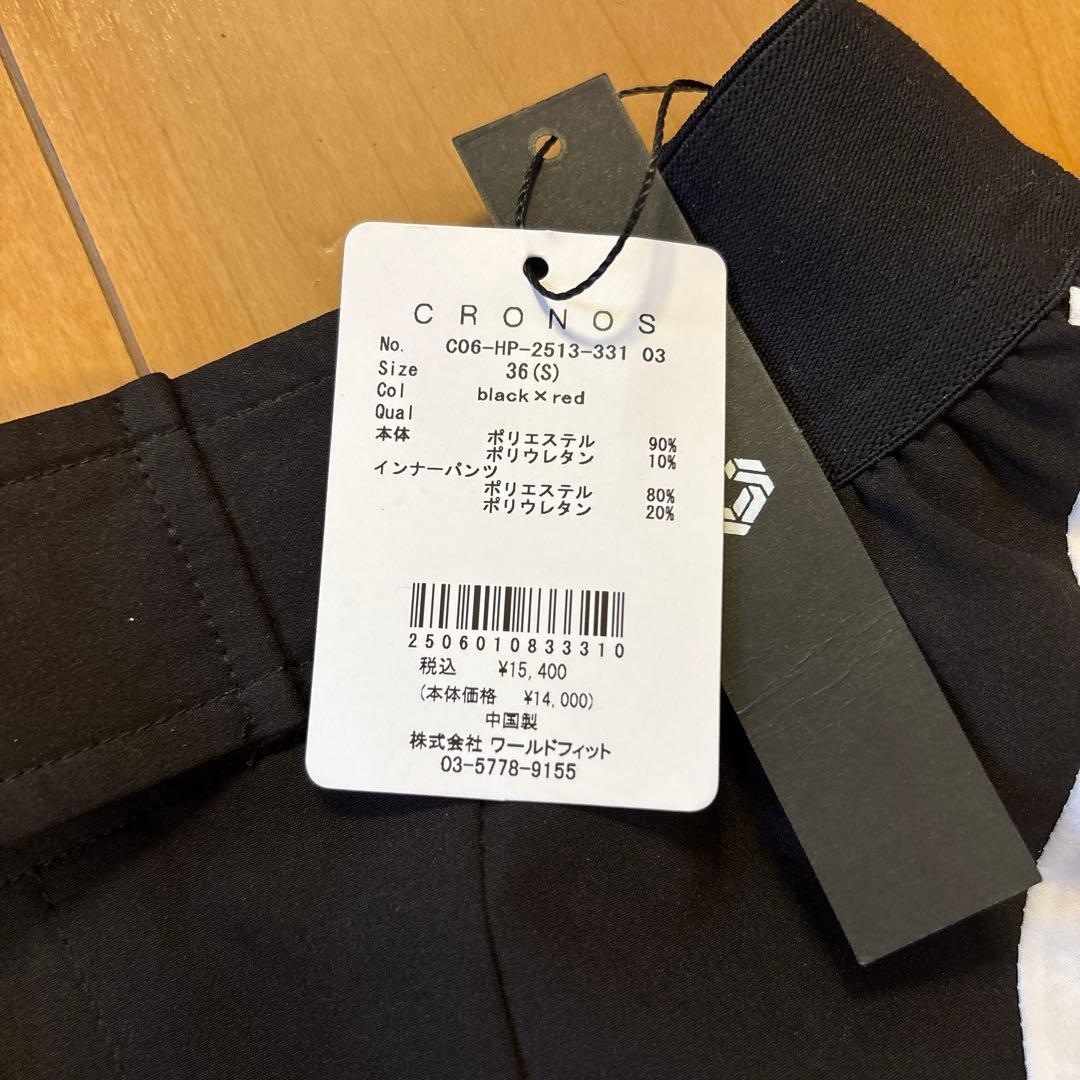 CRONOS
No. C06-HP-2513-331 03
Size 36(S)
Col black×red
Qual
本体 ポリエステル 90%
ポリウレタン 10%
インナーパンツ
ポリエステル 80%
ポリウレタン 20%
2506010833310
税込 ¥15,400
(本体価格 ¥14,000)
中国製
株式会社 ワールドフィット
03-5778-9155